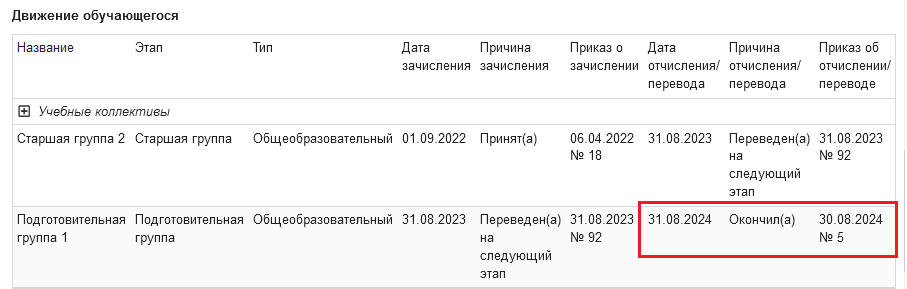 Движение обучающегося
Название Этап Тип Дата зачисления Причина зачисления Приказ о зачислении Дата отчисления/перевода Причина отчисления/перевода Приказ об отчислении/переводе
Учебные коллективы
Старшая группа 2 Старшая группа Общеобразовательный 01.09.2022 Принят(а) 06.04.2022 № 18 31.08.2023 Переведен(а) на следующий этап 31.08.2023 № 92
Подготовительная группа 1 Подготовительная группа Общеобразовательный 31.08.2023 Переведен(а) на следующий этап 31.08.2023 № 92 31.08.2024 Окончил(а) 30.08.2024 № 5